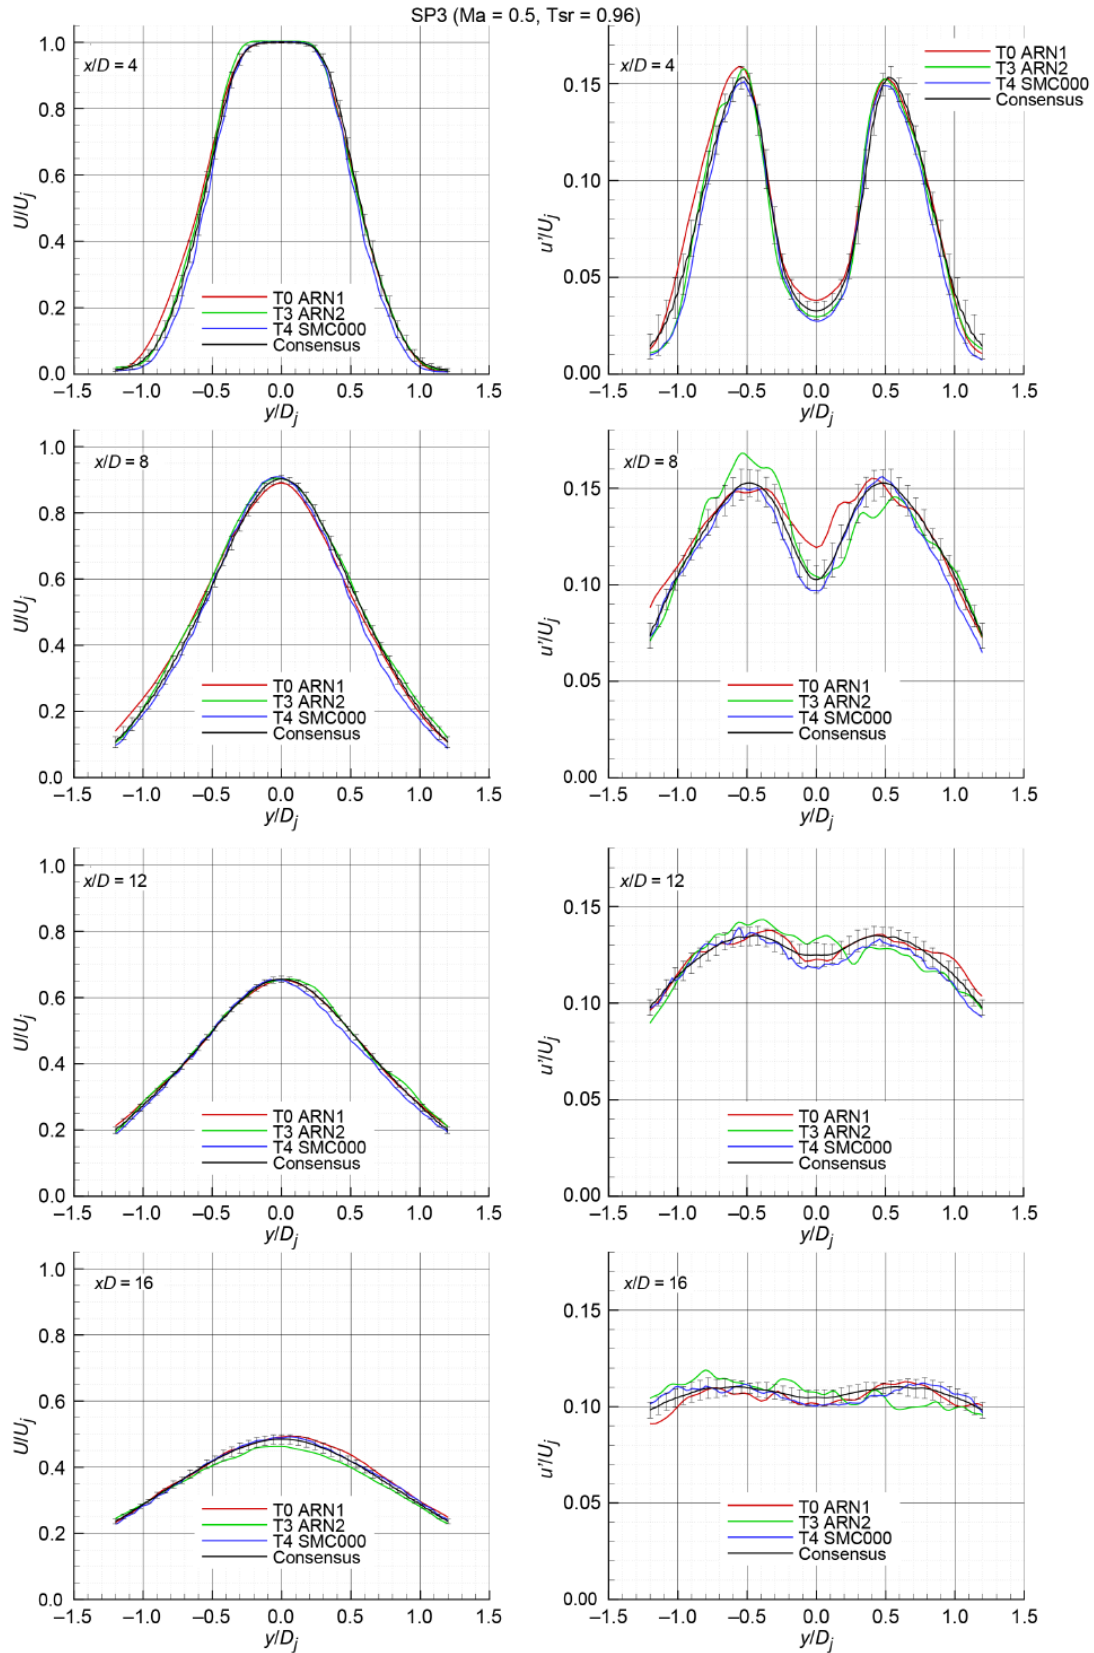 SP3 (Ma = 0.5, Tsr = 0.96)
x/D = 4
U/Uj
1.0
0.8
0.6
0.4
0.2
0.0
T0 ARN1
T3 ARN2
T4 SMC000
Consensus
–1.5 –1.0 –0.5 0.0 0.5 1.0 1.5
y/Dj
x/D = 4
u'/Uj
0.15
0.10
0.05
0.00
T0 ARN1
T3 ARN2
T4 SMC000
Consensus
–1.5 –1.0 –0.5 0.0 0.5 1.0 1.5
y/Dj
x/D = 8
U/Uj
1.0
0.8
0.6
0.4
0.2
0.0
T0 ARN1
T3 ARN2
T4 SMC000
Consensus
–1.5 –1.0 –0.5 0.0 0.5 1.0 1.5
y/Dj
x/D = 8
u'/Uj
0.15
0.10
0.05
0.00
T0 ARN1
T3 ARN2
T4 SMC000
Consensus
–1.5 –1.0 –0.5 0.0 0.5 1.0 1.5
y/Dj
x/D = 12
U/Uj
1.0
0.8
0.6
0.4
0.2
0.0
T0 ARN1
T3 ARN2
T4 SMC000
Consensus
–1.5 –1.0 –0.5 0.0 0.5 1.0 1.5
y/Dj
x/D = 12
u'/Uj
0.15
0.10
0.05
0.00
T0 ARN1
T3 ARN2
T4 SMC000
Consensus
–1.5 –1.0 –0.5 0.0 0.5 1.0 1.5
y/Dj
xD = 16
U/Uj
1.0
0.8
0.6
0.4
0.2
0.0
T0 ARN1
T3 ARN2
T4 SMC000
Consensus
–1.5 –1.0 –0.5 0.0 0.5 1.0 1.5
y/Dj
x/D = 16
u'/Uj
0.15
0.10
0.05
0.00
T0 ARN1
T3 ARN2
T4 SMC000
Consensus
–1.5 –1.0 –0.5 0.0 0.5 1.0 1.5
y/Dj